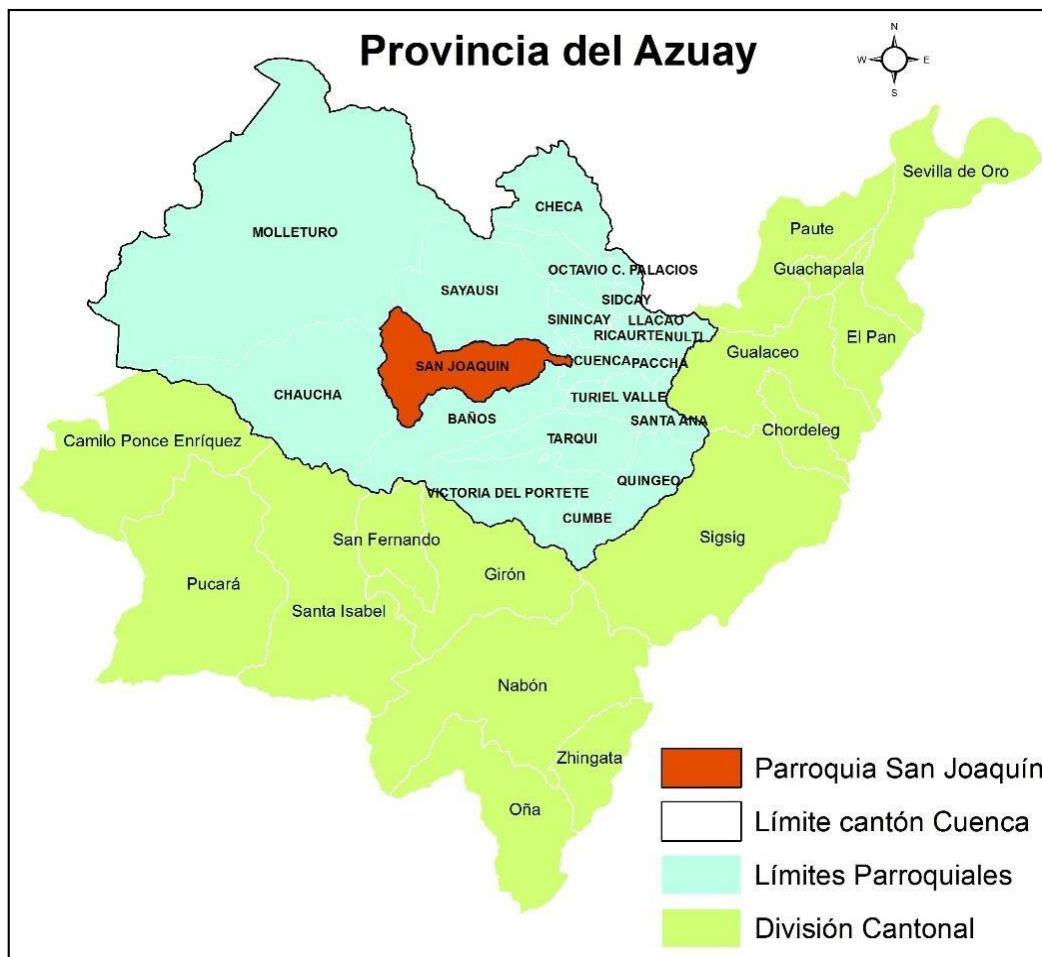 Provincia del Azuay
N
W
E
S
Sevilla de Oro
CHECA
Paute
MOLLETURO
OCTAVIO C. PALACIOS
Guachapala
SAYAUSI
SIDCAY
SININCAY
LLACAO
RICAURTE
NULTI
El Pan
Gualaceo
CUENCA
PACCHA
SAN JOAQUIN
CHAUCHA
TURI
EL VALLE
BAÑOS
SANTA ANA
Chordeleg
Camilo Ponce Enríquez
TARQUI
QUINGEO
VICTORIA DEL PORTETE
CUMBE
Sigsig
San Fernando
Girón
Pucará
Santa Isabel
Nabón
Zhingata
Oña
Parroquia San Joaquín
Límite cantón Cuenca
Límites Parroquiales
División Cantonal